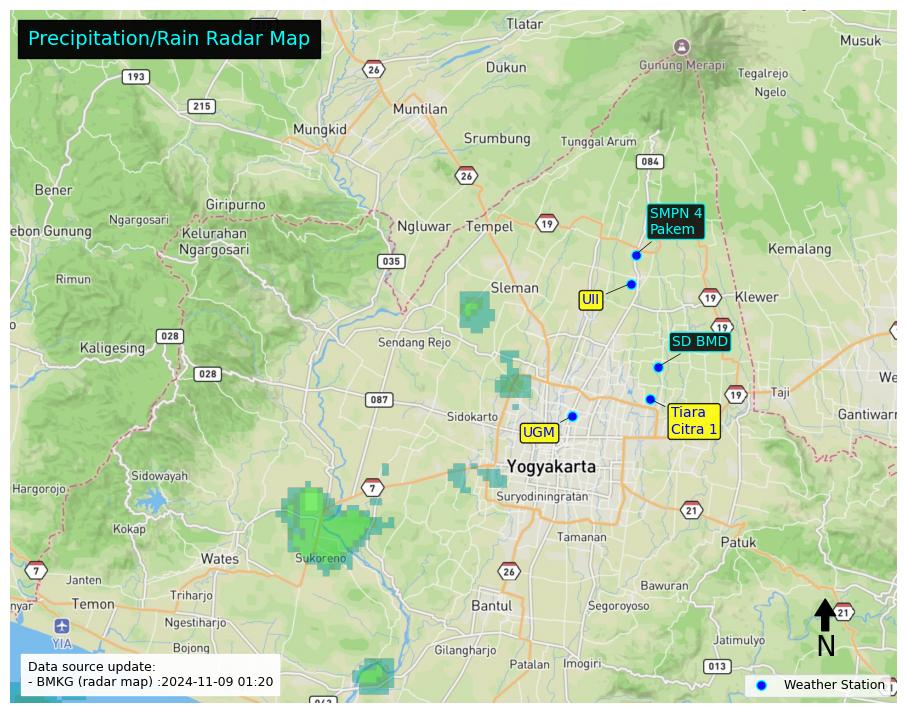 Precipitation/Rain Radar Map
Tlatar
Musuk
26
Dukun
Gunung Merapi
193
Tegalrejo
Ngelo
215
Muntilan
Mungkid
Srumbung
Tunggal Arum
084
26
Bener
Giripurno
SMPN 4
Pakem
Ngargosari
ebon Gunung
Kelurahan
Ngargosari
Ngluwar
Tempel
19
Kemalang
035
Rimun
Sleman
UII
19
Klewer
19
028
Kaligesing
Sendang Rejo
SD BMD
028
We
087
19
Taji
Sidokarto
Tiara
Citra 1
Gantiwarn
UGM
Yogyakarta
Sidowayah
Hargorojo
7
Suryodiningratan
21
Kokap
Tamanan
Patuk
Wates
Sukoreno
7
Janten
26
Bawuran
nyar
Temon
Triharjo
Bantul
Segoroyoso
21
Ngestiharjo
YIA
N
Jatimulyo
Bojong
Gilangharjo
Data source update:
- BMKG (radar map) :2024-11-09 01:20
Patalan
Imogiri
013
Weather Station